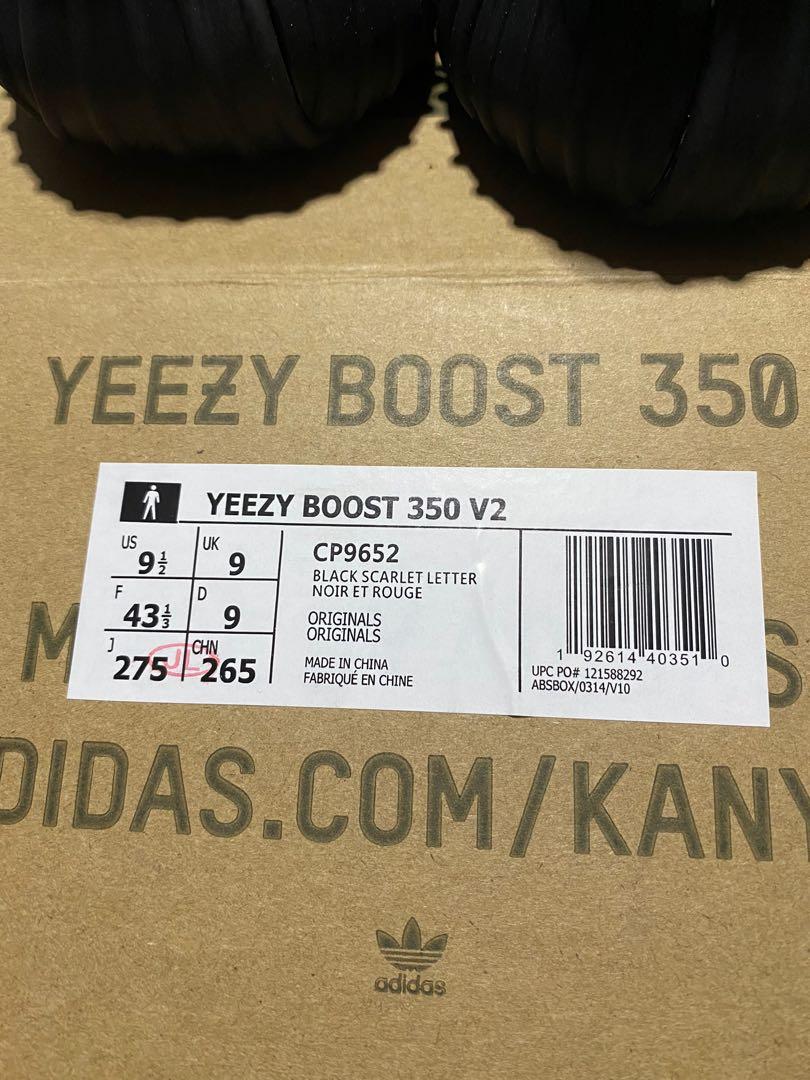 YEEZY BOOST 350
YEEZY BOOST 350 V2
US 9½
UK 9
F 43⅓
D 9
J 275
CHN 265
JL
CP9652
BLACK SCARLET LETTER
NOIR ET ROUGE
ORIGINALS
ORIGINALS
MADE IN CHINA
FABRIQUÉ EN CHINE
1 92614 40351 0
UPC PO# 121588292
ABSBOX/0314/V10
M S
DIDAS.COM/KANY
adidas